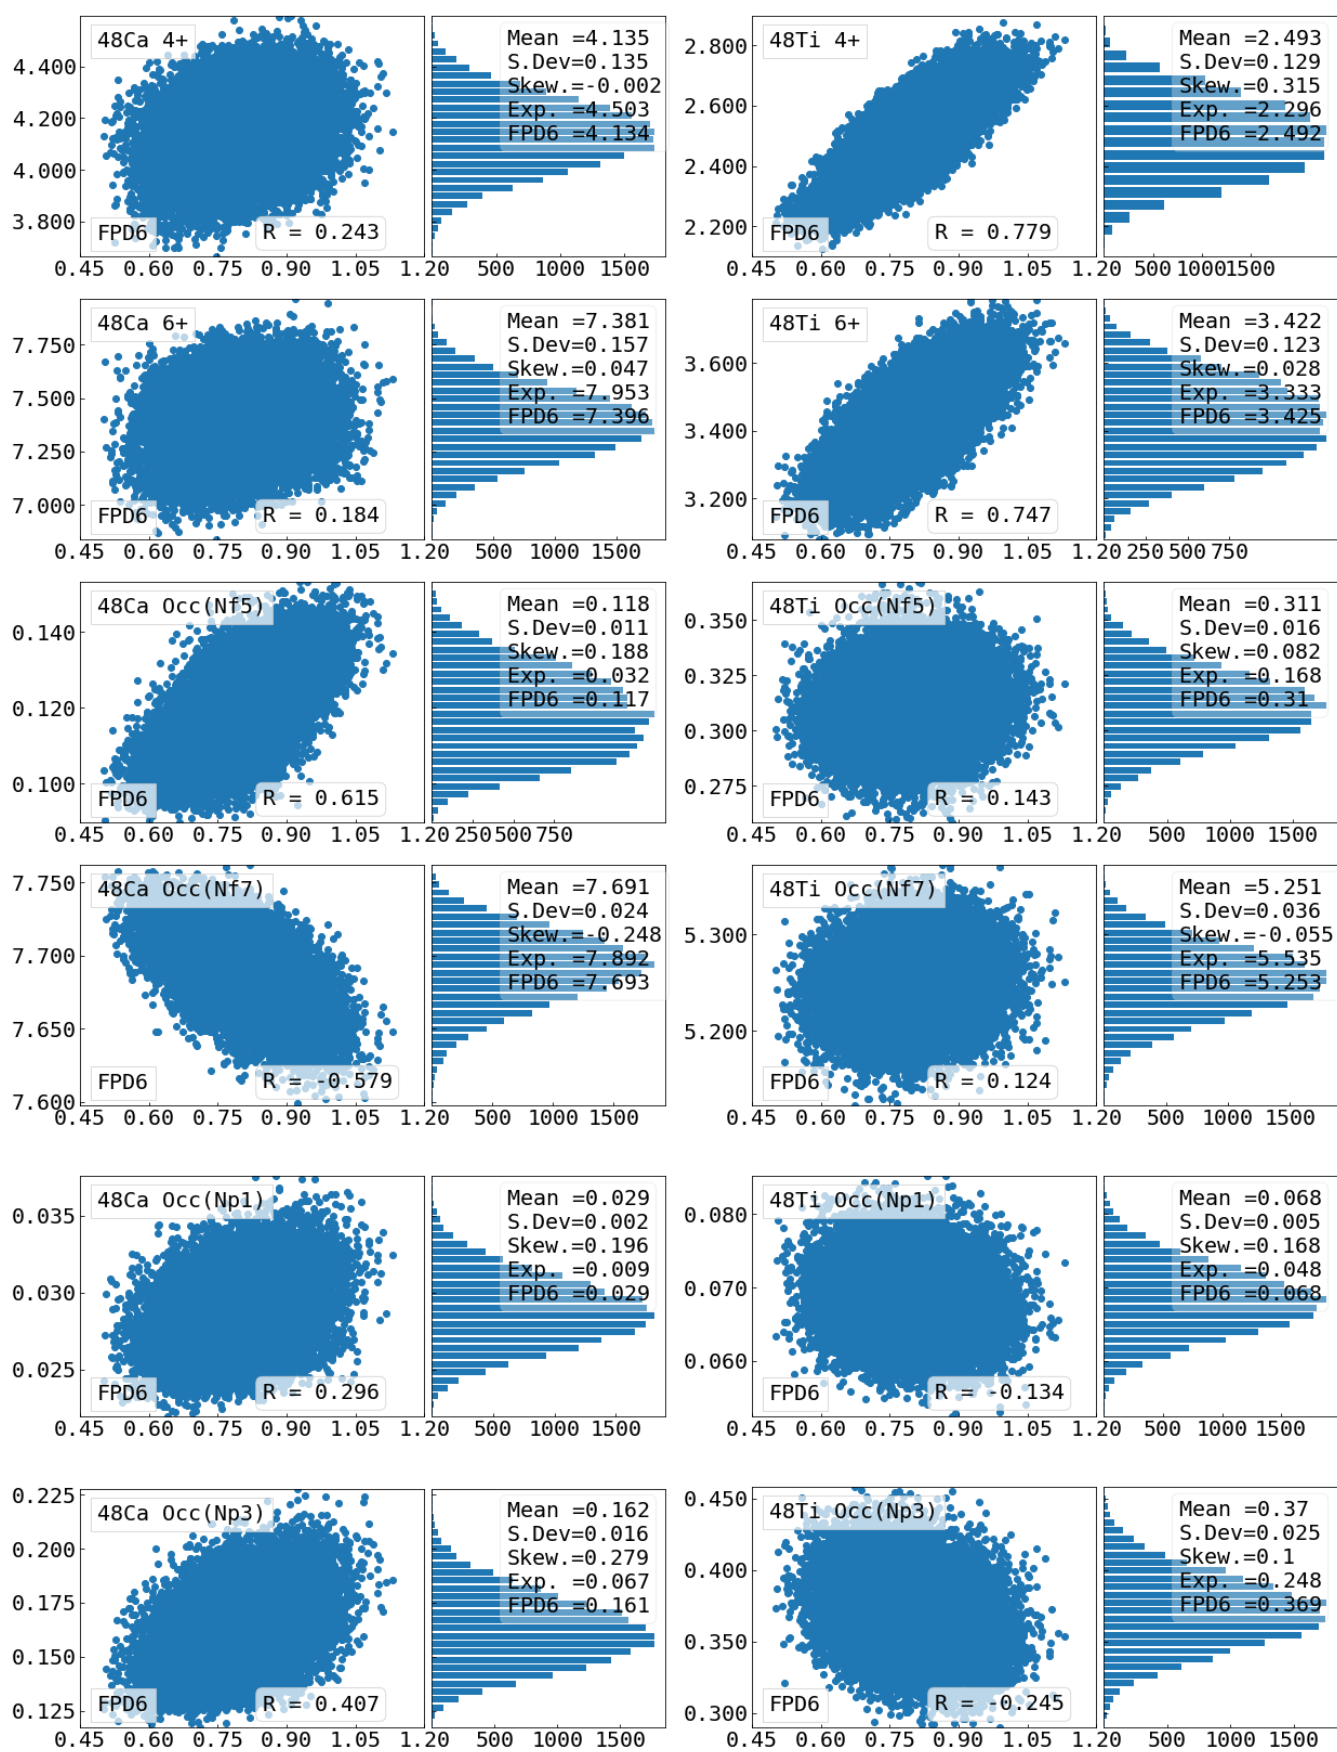 48Ca 4+
4.400
4.200
4.000
3.800
FPD6
R = 0.243
0.45 0.60 0.75 0.90 1.05 1.20
Mean =4.135
S.Dev=0.135
Skew.=-0.002
Exp. =4.503
FPD6 =4.134
500 1000 1500
48Ti 4+
2.800
2.600
2.400
2.200
FPD6
R = 0.779
0.45 0.60 0.75 0.90 1.05 1.20
Mean =2.493
S.Dev=0.129
Skew.=0.315
Exp. =2.296
FPD6 =2.492
500 1000 1500
48Ca 6+
7.750
7.500
7.250
7.000
FPD6
R = 0.184
0.45 0.60 0.75 0.90 1.05 1.20
Mean =7.381
S.Dev=0.157
Skew.=0.047
Exp. =7.953
FPD6 =7.396
500 1000 1500
48Ti 6+
3.600
3.400
3.200
FPD6
R = 0.747
0.45 0.60 0.75 0.90 1.05 1.20
Mean =3.422
S.Dev=0.123
Skew.=0.028
Exp. =3.333
FPD6 =3.425
250 500 750
48Ca Occ(Nf5)
0.140
0.120
0.100
FPD6
R = 0.615
0.45 0.60 0.75 0.90 1.05 1.20
Mean =0.118
S.Dev=0.011
Skew.=0.188
Exp. =0.032
FPD6 =0.117
250 500 750
48Ti Occ(Nf5)
0.350
0.325
0.300
0.275
FPD6
R = 0.143
0.45 0.60 0.75 0.90 1.05 1.20
Mean =0.311
S.Dev=0.016
Skew.=0.082
Exp. =0.168
FPD6 =0.31
500 1000 1500
48Ca Occ(Nf7)
7.750
7.700
7.650
7.600
FPD6
R = -0.579
0.45 0.60 0.75 0.90 1.05 1.20
Mean =7.691
S.Dev=0.024
Skew.=-0.248
Exp. =7.892
FPD6 =7.693
500 1000 1500
48Ti Occ(Nf7)
5.300
5.200
FPD6
R = 0.124
0.45 0.60 0.75 0.90 1.05 1.20
Mean =5.251
S.Dev=0.036
Skew.=-0.055
Exp. =5.535
FPD6 =5.253
500 1000 1500
48Ca Occ(Np1)
0.035
0.030
0.025
FPD6
R = 0.296
0.45 0.60 0.75 0.90 1.05 1.20
Mean =0.029
S.Dev=0.002
Skew.=0.196
Exp. =0.009
FPD6 =0.029
500 1000 1500
48Ti Occ(Np1)
0.080
0.070
0.060
FPD6
R = -0.134
0.45 0.60 0.75 0.90 1.05 1.20
Mean =0.068
S.Dev=0.005
Skew.=0.168
Exp. =0.048
FPD6 =0.068
500 1000 1500
48Ca Occ(Np3)
0.225
0.200
0.175
0.150
0.125
FPD6
R = 0.407
0.45 0.60 0.75 0.90 1.05 1.20
Mean =0.162
S.Dev=0.016
Skew.=0.279
Exp. =0.067
FPD6 =0.161
500 1000 1500
48Ti Occ(Np3)
0.450
0.400
0.350
0.300
FPD6
R = -0.245
0.45 0.60 0.75 0.90 1.05 1.20
Mean =0.37
S.Dev=0.025
Skew.=0.1
Exp. =0.248
FPD6 =0.369
500 1000 1500